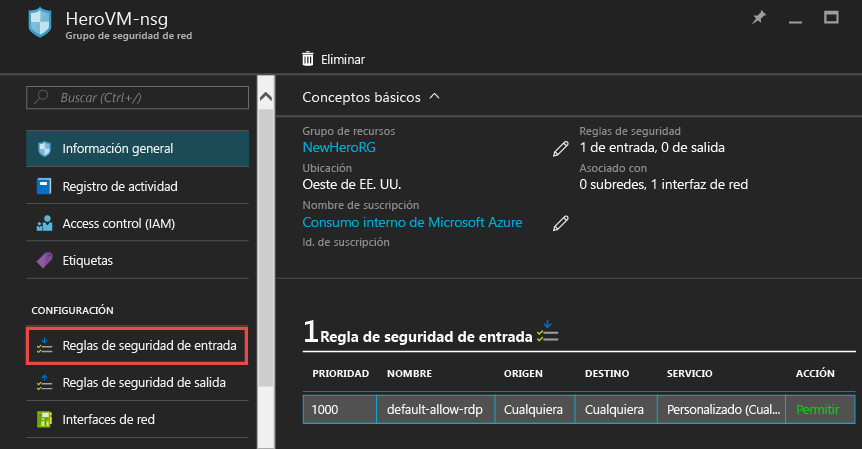 HeroVM-nsg
Grupo de seguridad de red
Eliminar
Buscar (Ctrl+/)
Información general
Registro de actividad
Access control (IAM)
Etiquetas
CONFIGURACIÓN
Reglas de seguridad de entrada
Reglas de seguridad de salida
Interfaces de red
Conceptos básicos
Grupo de recursos
NewHeroRG
Ubicación
Oeste de EE. UU.
Nombre de suscripción
Consumo interno de Microsoft Azure
Id. de suscripción
Reglas de seguridad
1 de entrada, 0 de salida
Asociado con
0 subredes, 1 interfaz de red
1 Regla de seguridad de entrada
PRIORIDAD NOMBRE ORIGEN DESTINO SERVICIO ACCIÓN
1000 default-allow-rdp Cualquiera Cualquiera Personalizado (Cual... Permitir